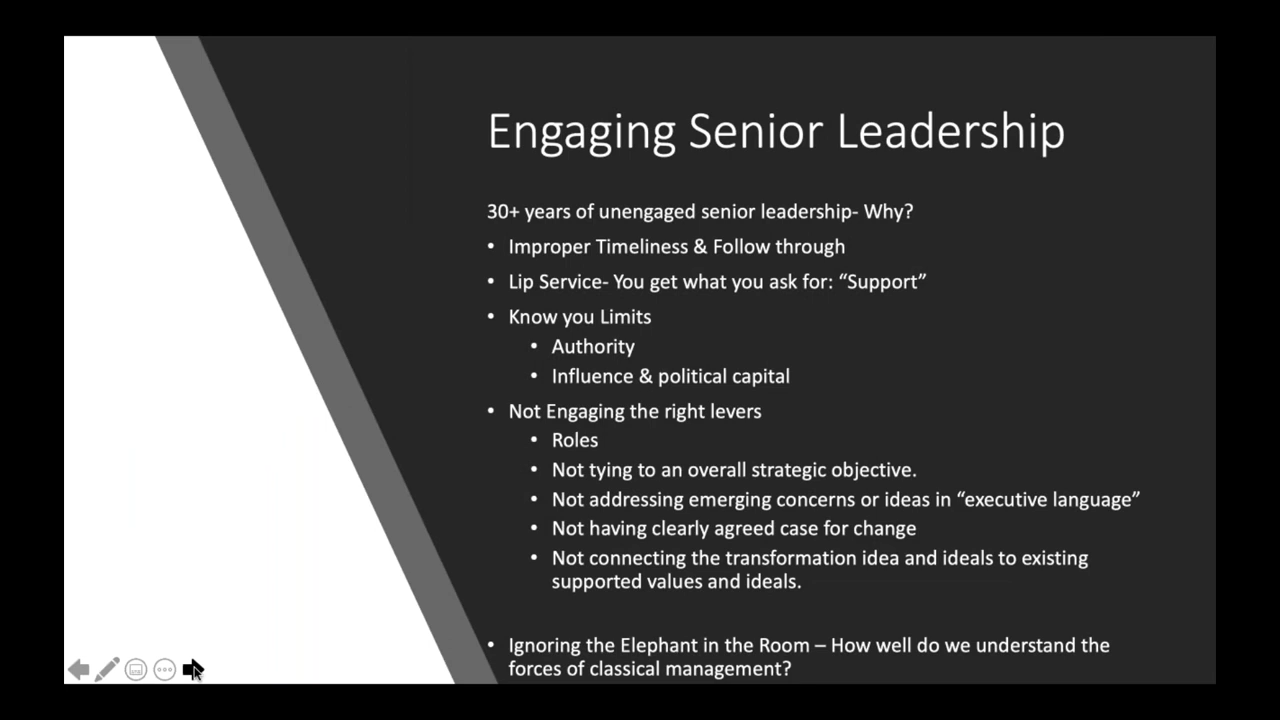 Engaging Senior Leadership
30+ years of unengaged senior leadership- Why?
• Improper Timeliness & Follow through
• Lip Service- You get what you ask for: “Support”
• Know you Limits
• Authority
• Influence & political capital
• Not Engaging the right levers
• Roles
• Not tying to an overall strategic objective.
• Not addressing emerging concerns or ideas in “executive language”
• Not having clearly agreed case for change
• Not connecting the transformation idea and ideals to existing
supported values and ideals.
• Ignoring the Elephant in the Room – How well do we understand the
forces of classical management?